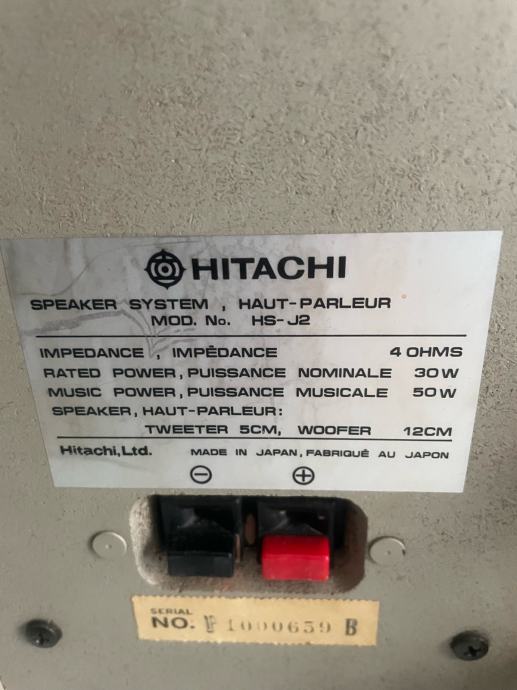 HITACHI
SPEAKER SYSTEM , HAUT-PARLEUR
MOD. No. HS-J2
IMPEDANCE , IMPÉDANCE 4 OHMS
RATED POWER, PUISSANCE NOMINALE 30W
MUSIC POWER, PUISSANCE MUSICALE 50W
SPEAKER, HAUT-PARLEUR:
TWEETER 5CM, WOOFER 12CM
Hitachi, Ltd. MADE IN JAPAN, FABRIQUÉ AU JAPON
⊖ ⊕
SERIAL
NO. 1000659 B